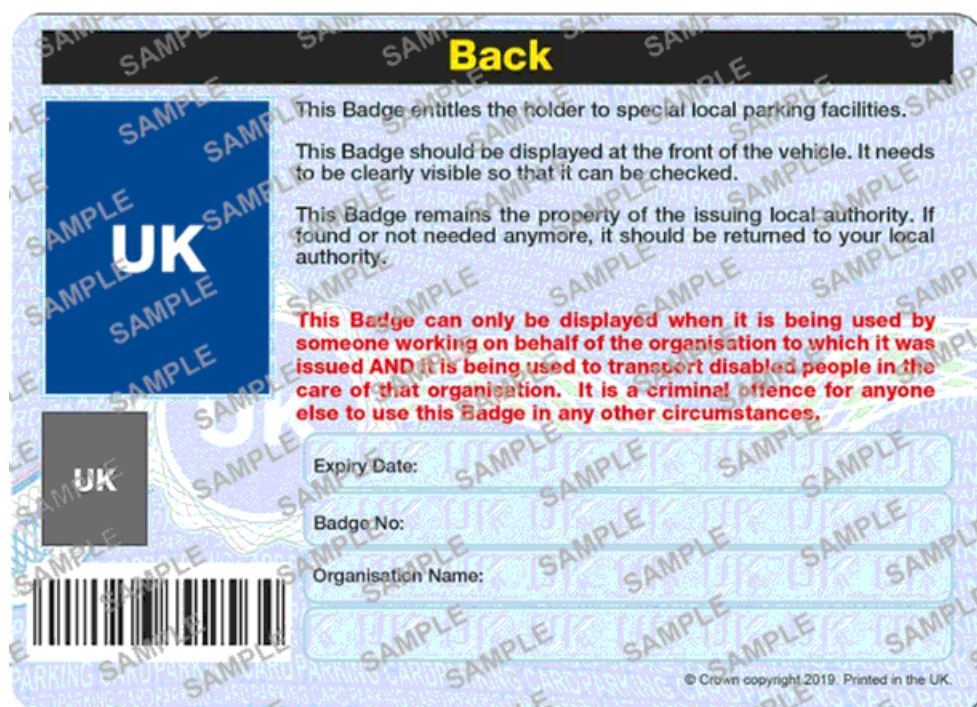 Back
This Badge entitles the holder to special local parking facilities.
This Badge should be displayed at the front of the vehicle. It needs
to be clearly visible so that it can be checked.
This Badge remains the property of the issuing local authority. If
found or not needed anymore, it should be returned to your local
authority.
UK
This Badge can only be displayed when it is being used by
someone working on behalf of the organisation to which it was
issued AND it is being used to transport disabled people in the
care of that organisation. It is a criminal offence for anyone
else to use this Badge in any other circumstances.
UK
Expiry Date:
Badge No:
Organisation Name:
© Crown copyright 2019. Printed in the UK.
SAMPLE